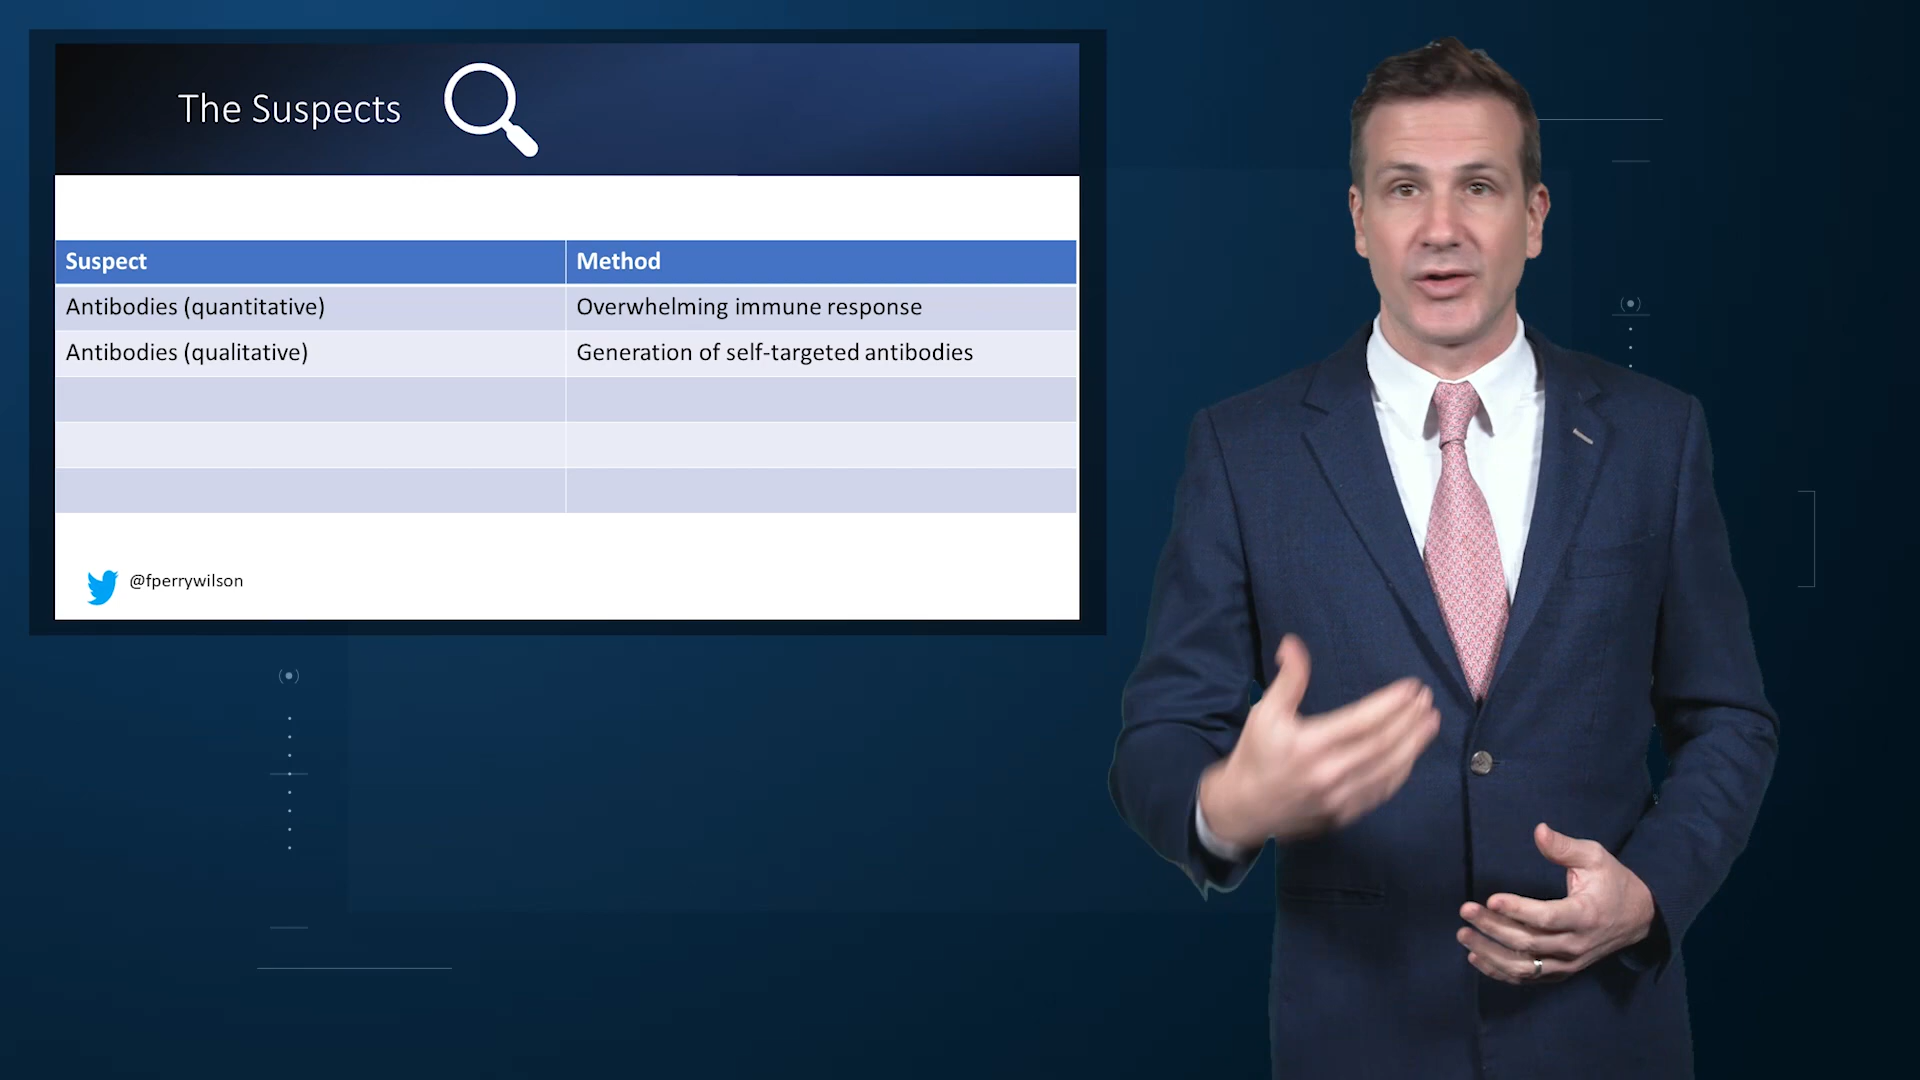 The Suspects
Suspect Method
Antibodies (quantitative) Overwhelming immune response
Antibodies (qualitative) Generation of self-targeted antibodies
@fperrywilson